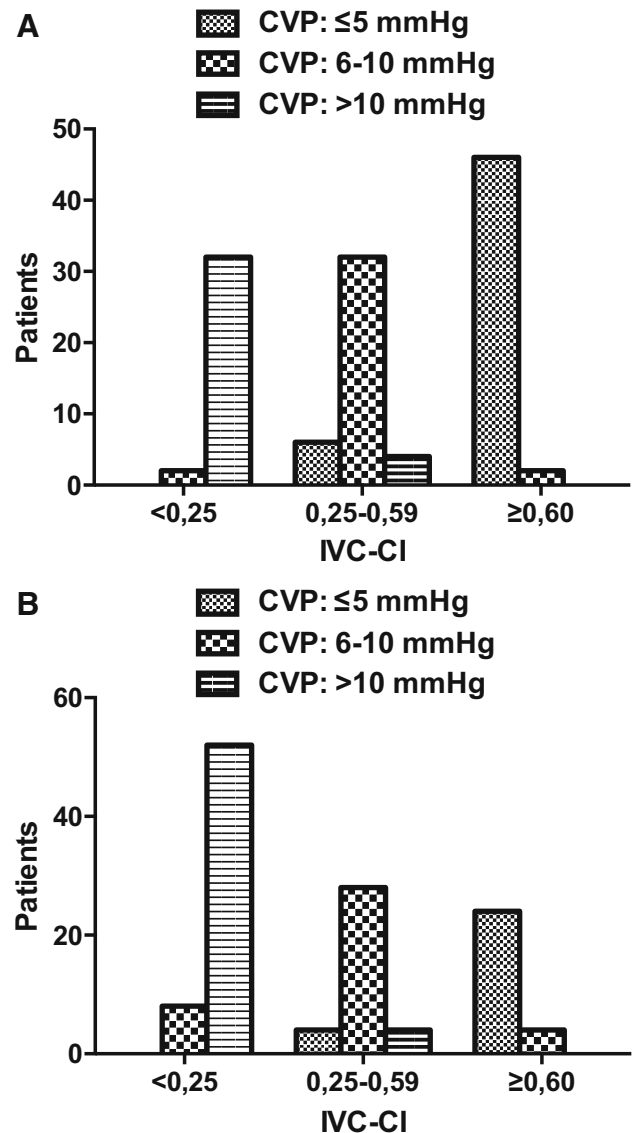 A
CVP: ≤5 mmHg
CVP: 6-10 mmHg
CVP: >10 mmHg
50
40
30
20
10
0
Patients
<0,25 0,25-0,59 ≥0,60
IVC-CI
B
CVP: ≤5 mmHg
CVP: 6-10 mmHg
CVP: >10 mmHg
60
40
20
0
Patients
<0,25 0,25-0,59 ≥0,60
IVC-CI